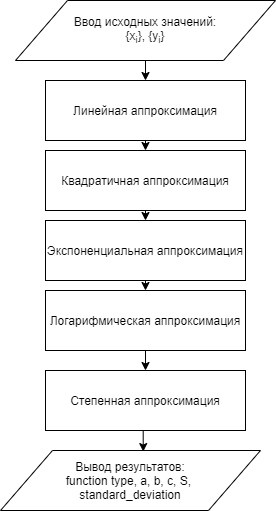 Ввод исходных значений:
{xi}, {yi}
Линейная аппроксимация
Квадратичная аппроксимация
Экспоненциальная аппроксимация
Логарифмическая аппроксимация
Степенная аппроксимация
Вывод результатов:
function type, a, b, c, S,
standard_deviation